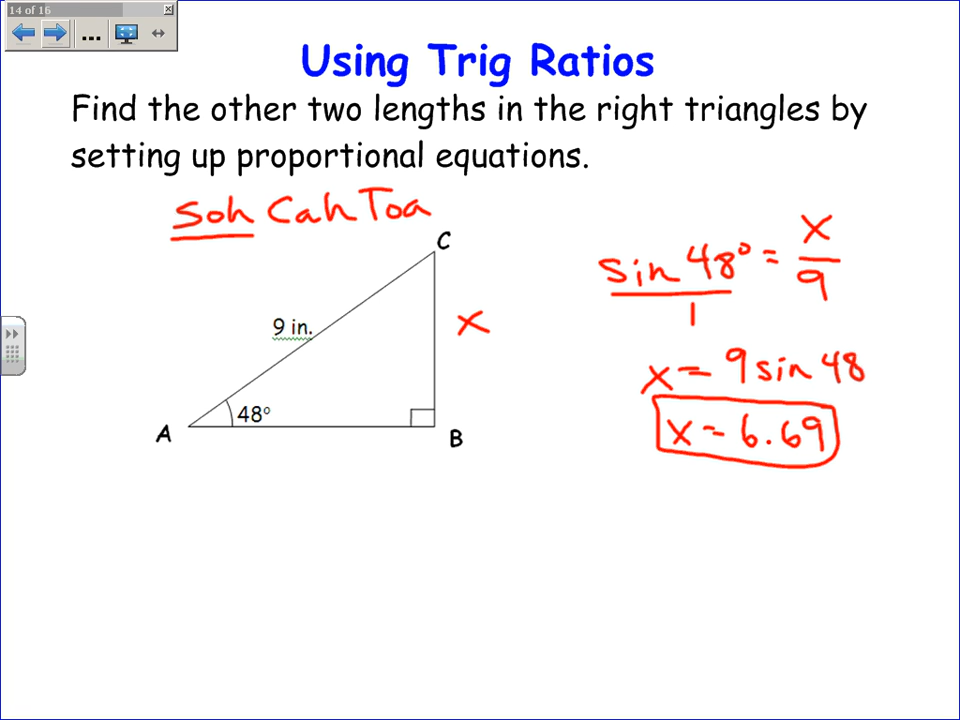 14 of 16
Using Trig Ratios
Find the other two lengths in the right triangles by
setting up proportional equations.
Soh Cah Toa
C
9 in.
x
48°
A
B
sin 48° = x
1 9
x = 9 sin 48
x = 6.69